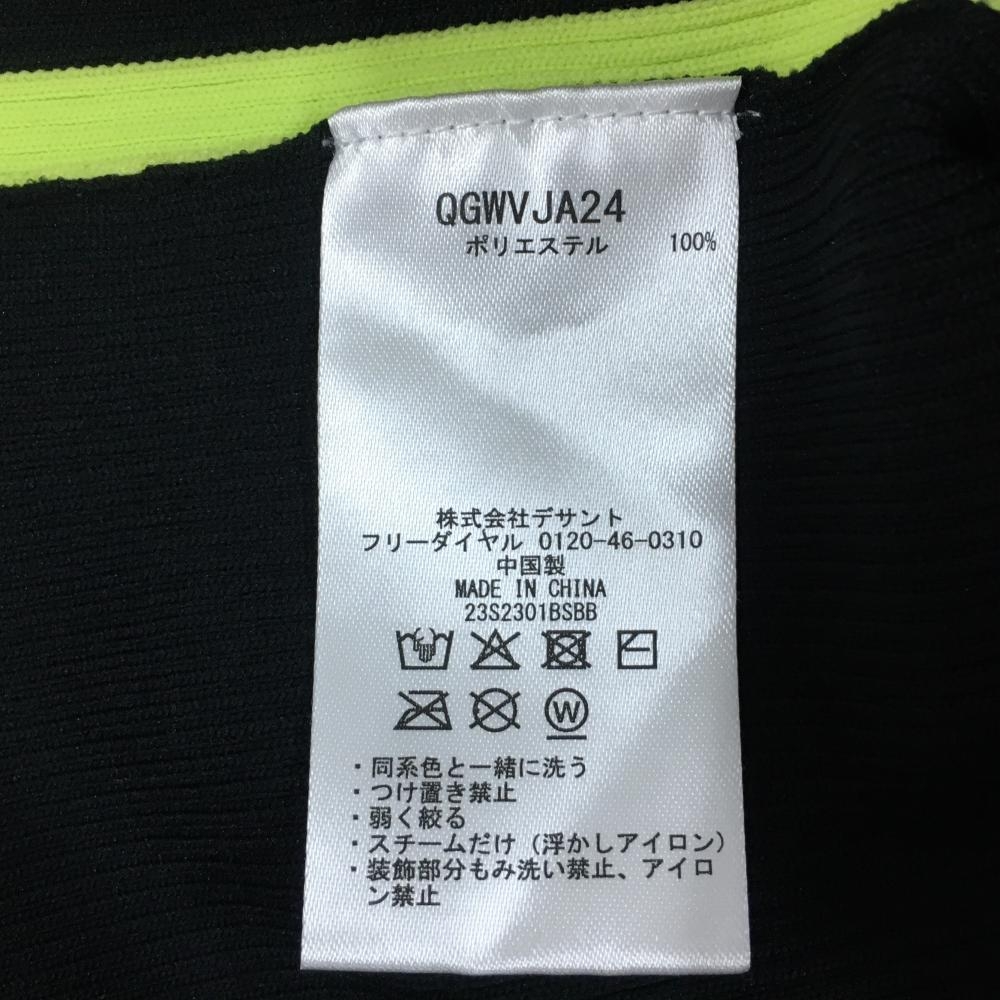 QGWVJA24
ポリエステル 100%
株式会社デサント
フリーダイヤル 0120-46-0310
中国製
MADE IN CHINA
23S2301BSBB
W
・同系色と一緒に洗う
・つけ置き禁止
・弱く絞る
・スチームだけ（浮かしアイロン）
・装飾部分もみ洗い禁止、アイロ
ン禁止